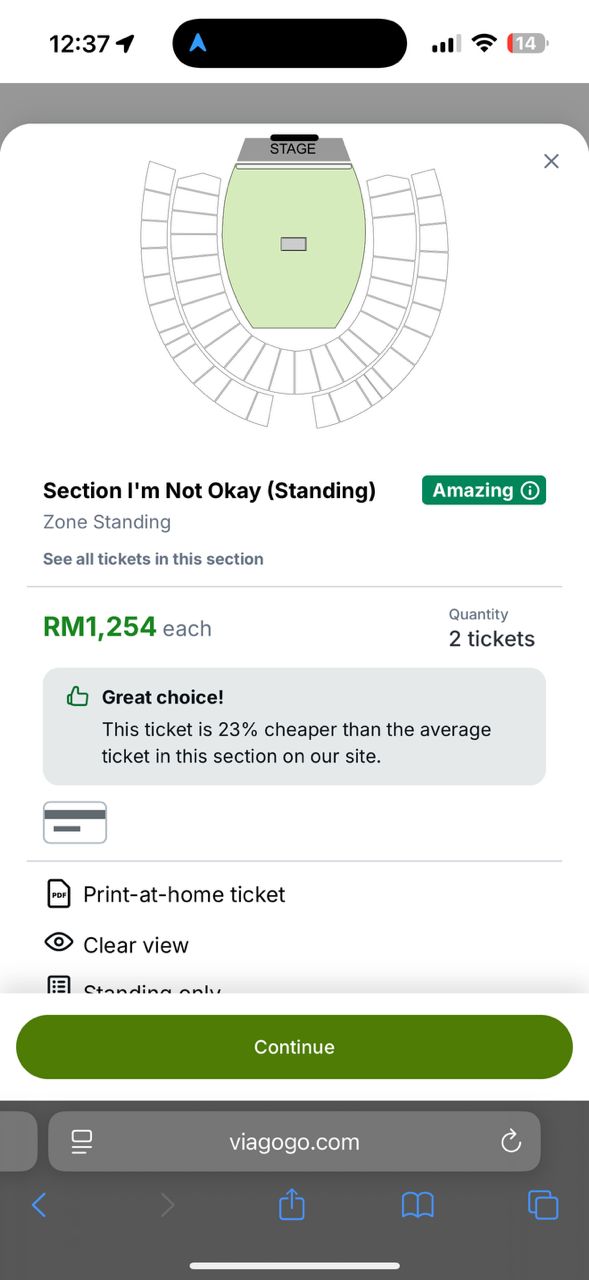 12:37
14
STAGE
Section I'm Not Okay (Standing)
Amazing
Zone Standing
See all tickets in this section
RM1,254 each
Quantity
2 tickets
Great choice!
This ticket is 23% cheaper than the average
ticket in this section on our site.
PDF
Print-at-home ticket
Clear view
Standing only
Continue
viagogo.com